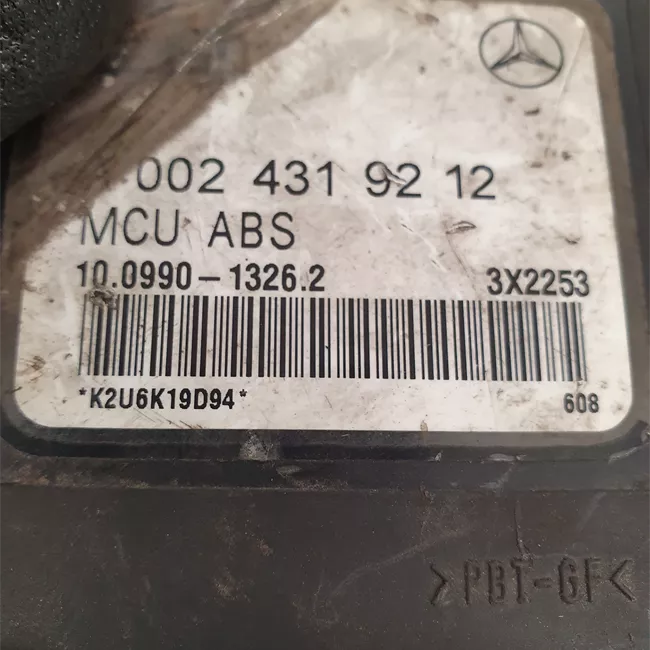 002 431 92 12
MCU ABS
10.0990-1326.2 3X2253
*K2U6K19D94* 608
>PBT-GF<